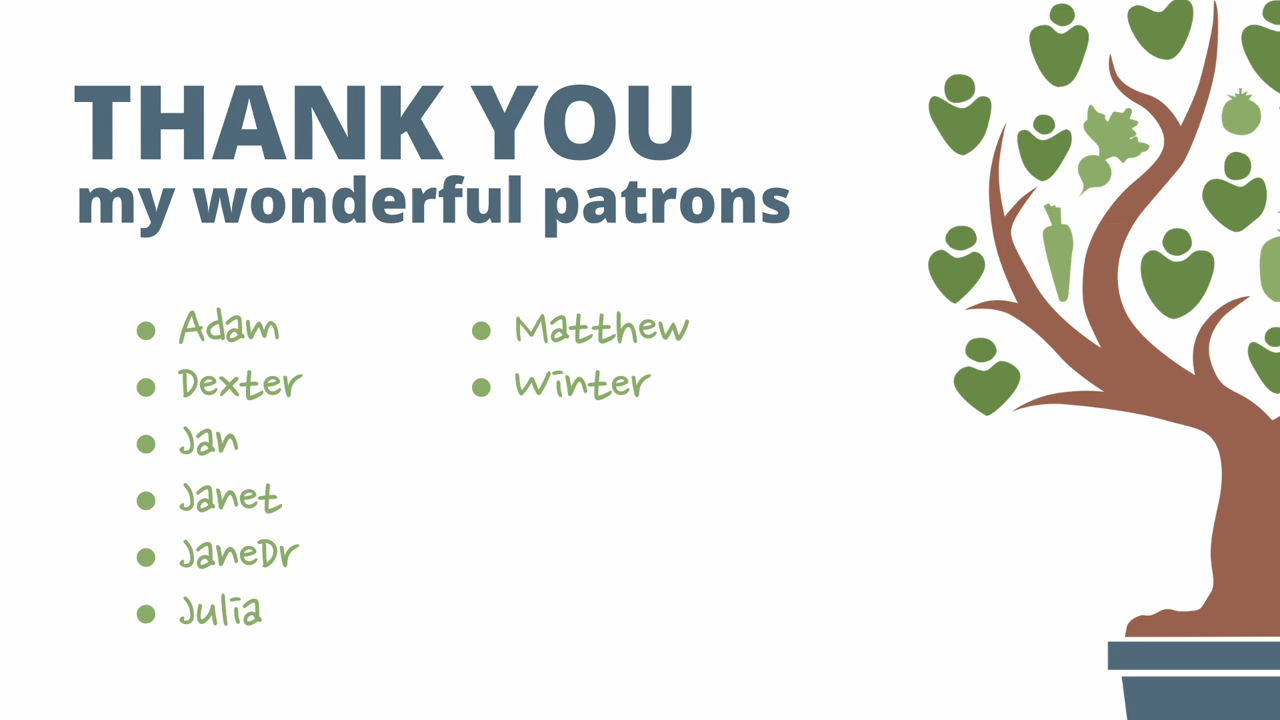 THANK YOU
my wonderful patrons
Adam
Dexter
Jan
Janet
JaneDr
Julia
Matthew
Winter